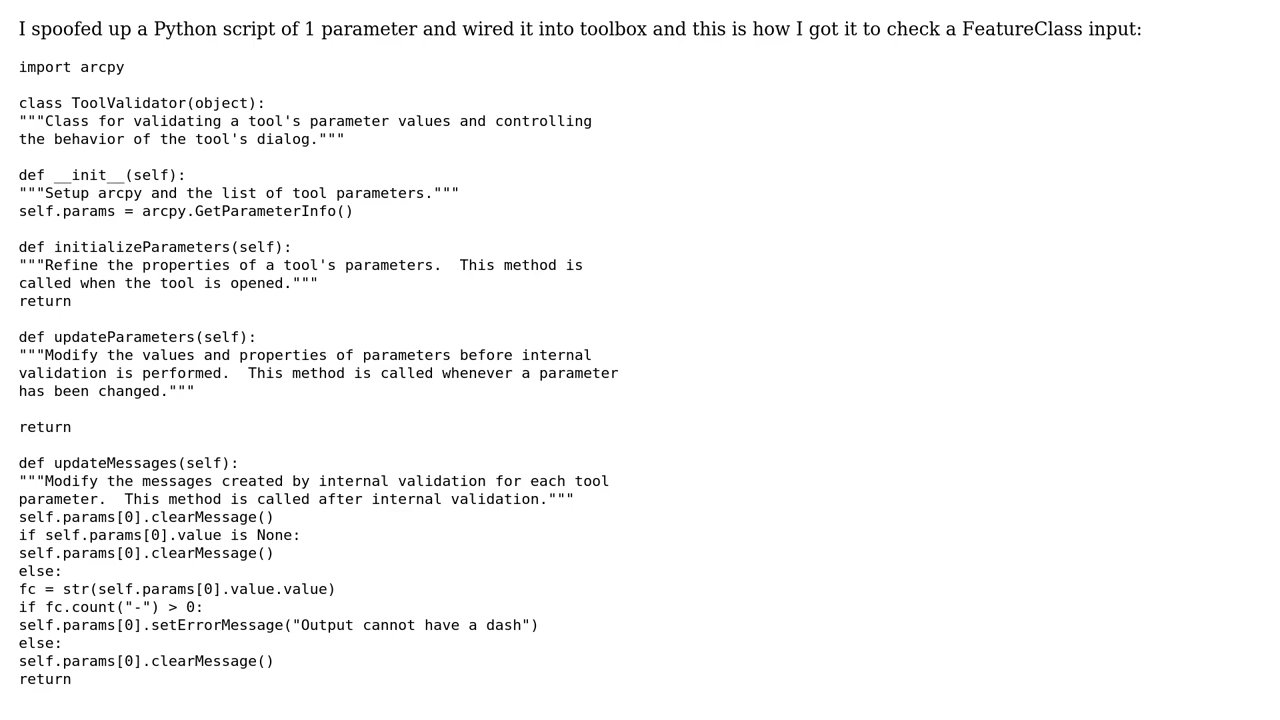 I spoofed up a Python script of 1 parameter and wired it into toolbox and this is how I got it to check a FeatureClass input:
import arcpy
class ToolValidator(object):
"""Class for validating a tool's parameter values and controlling
the behavior of the tool's dialog."""
def __init__(self):
"""Setup arcpy and the list of tool parameters."""
self.params = arcpy.GetParameterInfo()
def initializeParameters(self):
"""Refine the properties of a tool's parameters.  This method is
called when the tool is opened."""
return
def updateParameters(self):
"""Modify the values and properties of parameters before internal
validation is performed.  This method is called whenever a parameter
has been changed."""
return
def updateMessages(self):
"""Modify the messages created by internal validation for each tool
parameter.  This method is called after internal validation."""
self.params[0].clearMessage()
if self.params[0].value is None:
self.params[0].clearMessage()
else:
fc = str(self.params[0].value.value)
if fc.count("-") > 0:
self.params[0].setErrorMessage("Output cannot have a dash")
else:
self.params[0].clearMessage()
return